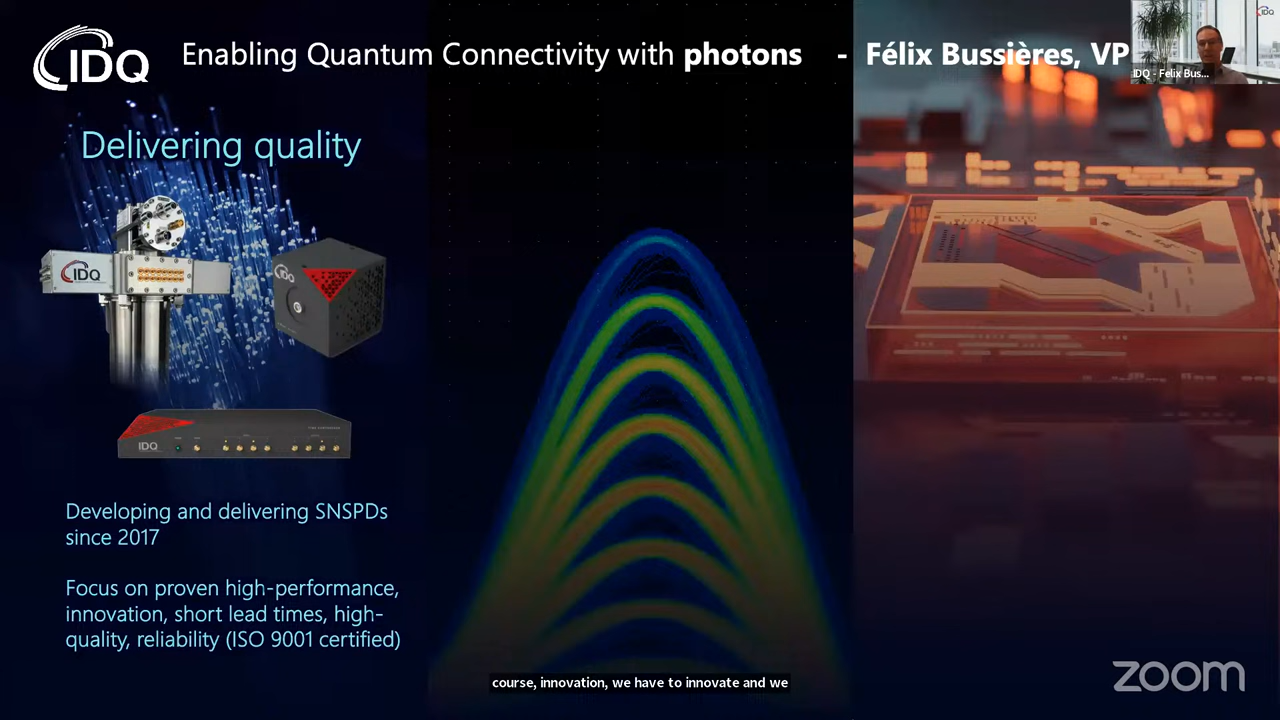 IDQ
Enabling Quantum Connectivity with photons - Félix Bussières, VP
IDQ
IDQ - Felix Bus...
Delivering quality
IDQ
IDQ
IDQ
Developing and delivering SNSPDs
since 2017
Focus on proven high-performance,
innovation, short lead times, high-
quality, reliability (ISO 9001 certified)
course, innovation, we have to innovate and we
zoom